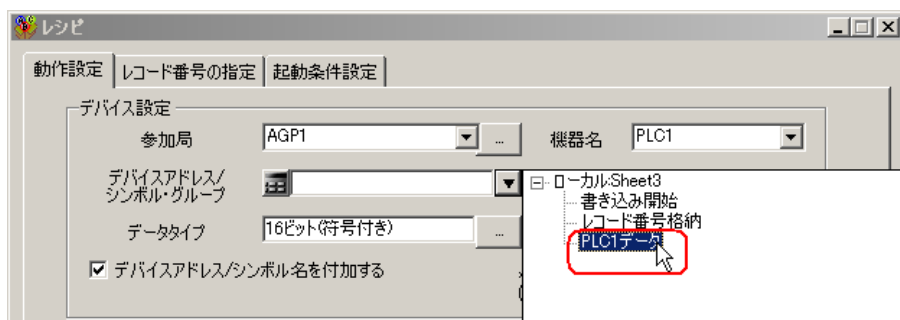 レシピ
動作設定 レコード番号の指定 起動条件設定
デバイス設定
参加局 AGP1 ... 機器名 PLC1
デバイスアドレス/
シンボル・グループ
ローカル:Sheet3
書き込み開始
レコード番号格納
PLC1データ
データタイプ 16ビット(符号付き) ...
デバイスアドレス/シンボル名を付加する